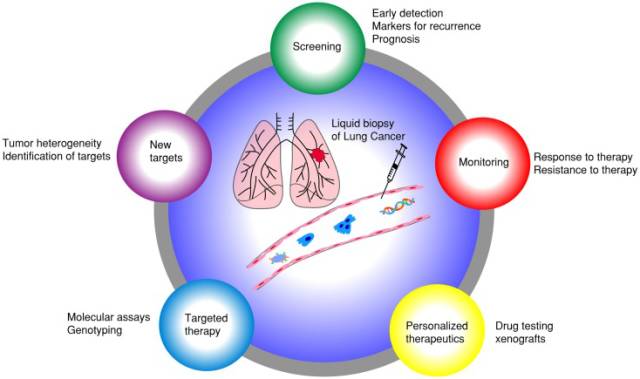 Screening
Early detection
Markers for recurrence
Prognosis
Liquid biopsy
of Lung Cancer
Tumor heterogeneity
Identification of targets
New
targets
Monitoring
Response to therapy
Resistance to therapy
Molecular assays
Genotyping
Targeted
therapy
Personalized
therapeutics
Drug testing
xenografts